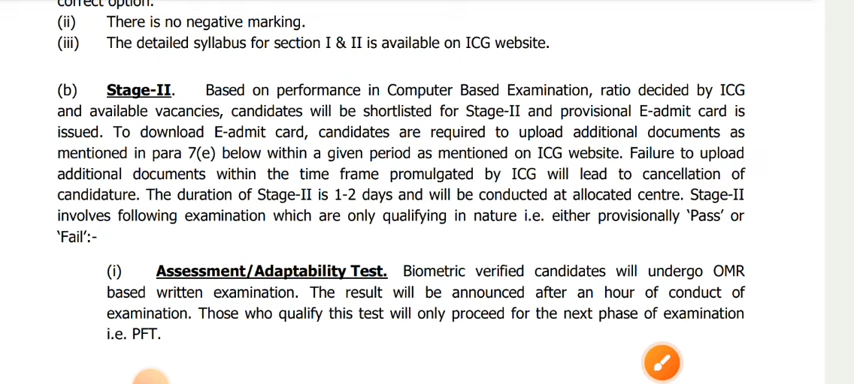 correct option.
(ii) There is no negative marking.
(iii) The detailed syllabus for section I & II is available on ICG website.
(b) Stage-II. Based on performance in Computer Based Examination, ratio decided by ICG
and available vacancies, candidates will be shortlisted for Stage-II and provisional E-admit card is
issued. To download E-admit card, candidates are required to upload additional documents as
mentioned in para 7(e) below within a given period as mentioned on ICG website. Failure to upload
additional documents within the time frame promulgated by ICG will lead to cancellation of
candidature. The duration of Stage-II is 1-2 days and will be conducted at allocated centre. Stage-II
involves following examination which are only qualifying in nature i.e. either provisionally ‘Pass’ or
‘Fail’:-
(i) Assessment/Adaptability Test. Biometric verified candidates will undergo OMR
based written examination. The result will be announced after an hour of conduct of
examination. Those who qualify this test will only proceed for the next phase of examination
i.e. PFT.